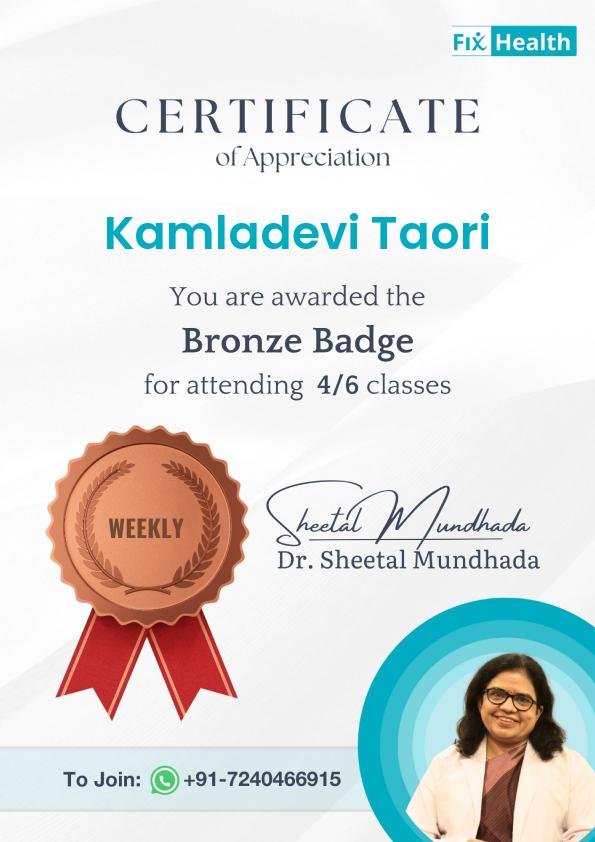 Fix Health
CERTIFICATE
of Appreciation
Kamladevi Taori
You are awarded the
Bronze Badge
for attending 4/6 classes
WEEKLY
Sheetal Mundhada
Dr. Sheetal Mundhada
To Join: +91-7240466915